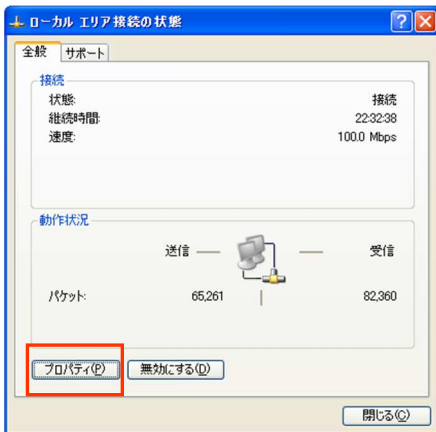 ローカル エリア接続の状態
全般 サポート
接続
状態: 接続
継続時間: 22:32:38
速度: 100.0 Mbps
動作状況
送信 — — 受信
パケット: 65,261 | 82,360
プロパティ(P) 無効にする(D)
閉じる(C)